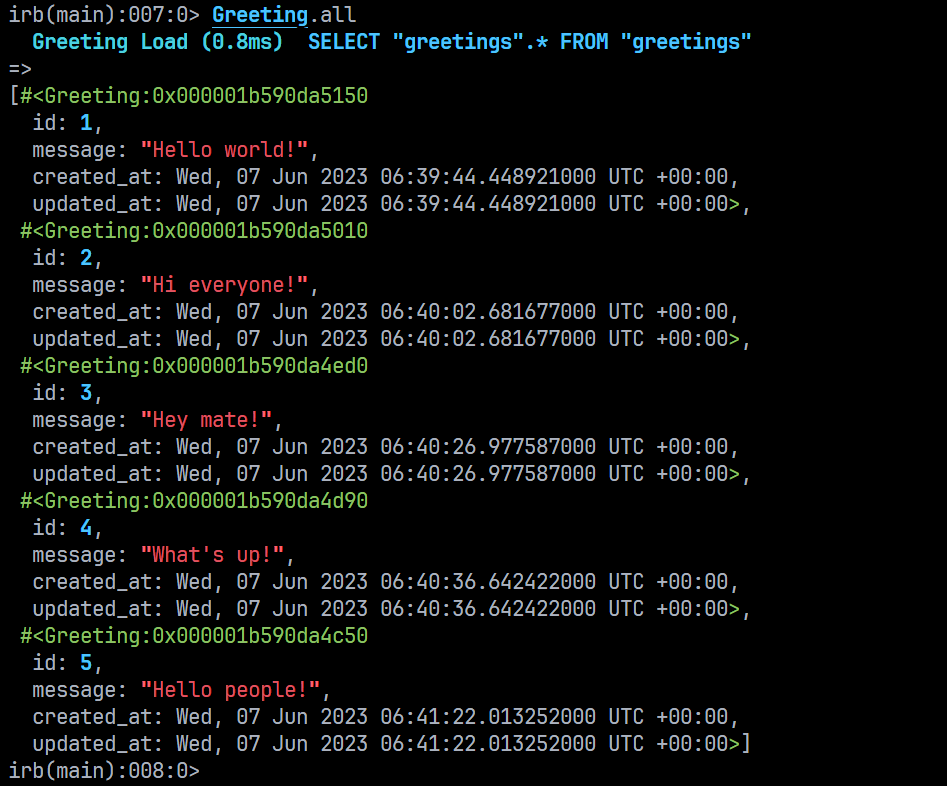 irb(main):007:0> Greeting.all
  Greeting Load (0.8ms)  SELECT "greetings".* FROM "greetings"
=>
[#<Greeting:0x000001b590da5150
  id: 1,
  message: "Hello world!",
  created_at: Wed, 07 Jun 2023 06:39:44.448921000 UTC +00:00,
  updated_at: Wed, 07 Jun 2023 06:39:44.448921000 UTC +00:00>,
 #<Greeting:0x000001b590da5010
  id: 2,
  message: "Hi everyone!",
  created_at: Wed, 07 Jun 2023 06:40:02.681677000 UTC +00:00,
  updated_at: Wed, 07 Jun 2023 06:40:02.681677000 UTC +00:00>,
 #<Greeting:0x000001b590da4ed0
  id: 3,
  message: "Hey mate!",
  created_at: Wed, 07 Jun 2023 06:40:26.977587000 UTC +00:00,
  updated_at: Wed, 07 Jun 2023 06:40:26.977587000 UTC +00:00>,
 #<Greeting:0x000001b590da4d90
  id: 4,
  message: "What's up!",
  created_at: Wed, 07 Jun 2023 06:40:36.642422000 UTC +00:00,
  updated_at: Wed, 07 Jun 2023 06:40:36.642422000 UTC +00:00>,
 #<Greeting:0x000001b590da4c50
  id: 5,
  message: "Hello people!",
  created_at: Wed, 07 Jun 2023 06:41:22.013252000 UTC +00:00,
  updated_at: Wed, 07 Jun 2023 06:41:22.013252000 UTC +00:00>]
irb(main):008:0>